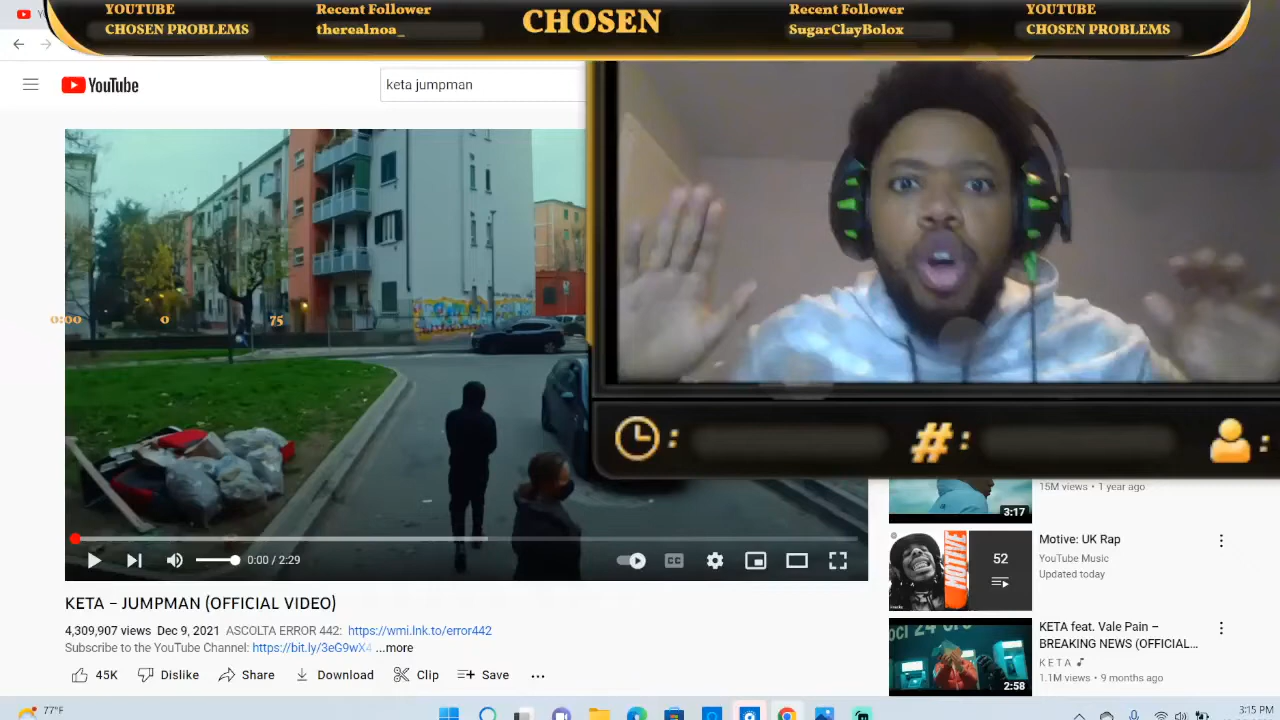 YOUTUBE
CHOSEN PROBLEMS
Recent Follower
therealnoa_
CHOSEN
Recent Follower
SugarClayBolox
YOUTUBE
CHOSEN PROBLEMS
YouTube
keta jumpman
0:00
0
75
:
#:
:
0:00 / 2:29
CC
KETA – JUMPMAN (OFFICIAL VIDEO)
4,309,907 views Dec 9, 2021 ASCOLTA ERROR 442: https://wmi.lnk.to/error442
Subscribe to the YouTube Channel: https://bit.ly/3eG9wX4 ...more
45K
Dislike
Share
Download
Clip
Save
...
15M views • 1 year ago
3:17
MOTIVE
52
Motive: UK Rap
YouTube Music
Updated today
2:58
KETA feat. Vale Pain –
BREAKING NEWS (OFFICIAL...
K E T A
1.1M views • 9 months ago
77°F
3:15 PM